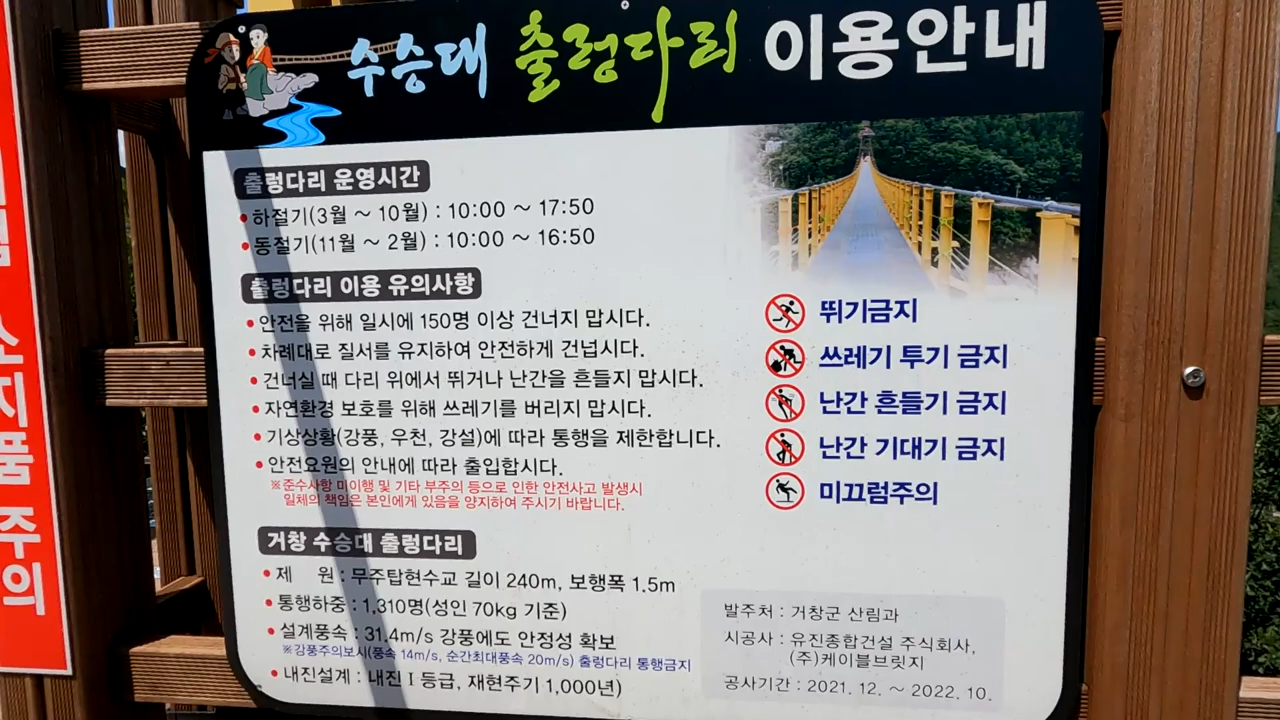 수승대 출렁다리 이용안내
출렁다리 운영시간
• 하절기(3월 ~ 10월) : 10:00 ~ 17:50
• 동절기(11월 ~ 2월) : 10:00 ~ 16:50
출렁다리 이용 유의사항
• 안전을 위해 일시에 150명 이상 건너지 맙시다.
• 차례대로 질서를 유지하여 안전하게 건넙시다.
• 건너실 때 다리 위에서 뛰거나 난간을 흔들지 맙시다.
• 자연환경 보호를 위해 쓰레기를 버리지 맙시다.
• 기상상황(강풍, 우천, 강설)에 따라 통행을 제한합니다.
• 안전요원의 안내에 따라 출입합시다.
※준수사항 미이행 및 기타 부주의 등으로 인한 안전사고 발생시
일체의 책임은 본인에게 있음을 양지하여 주시기 바랍니다.
뛰기금지
쓰레기 투기 금지
난간 흔들기 금지
난간 기대기 금지
미끄럼주의
거창 수승대 출렁다리
• 제 원 : 무주탑현수교 길이 240m, 보행폭 1.5m
• 통행하중 : 1,310명(성인 70kg 기준)
• 설계풍속 : 31.4m/s 강풍에도 안정성 확보
※강풍주의보시(풍속 14m/s, 순간최대풍속 20m/s) 출렁다리 통행금지
• 내진설계 : 내진 I 등급, 재현주기 1,000년)
발주처 : 거창군 산림과
시공사 : 유진종합건설 주식회사,
(주)케이블브릿지
공사기간 : 2021. 12. ~ 2022. 10.
소지품 주의